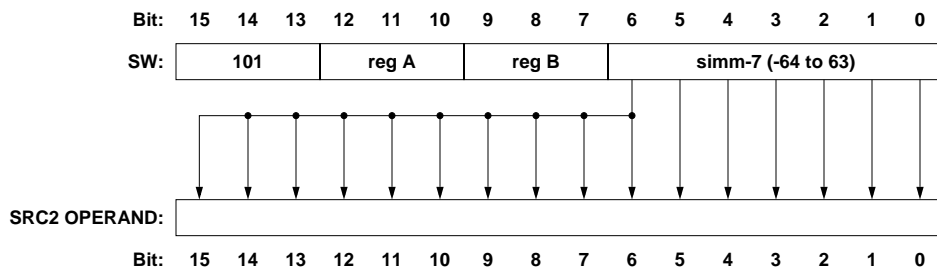 Bit: 15 14 13 12 11 10 9 8 7 6 5 4 3 2 1 0
SW: 101 reg A reg B simm-7 (-64 to 63)
SRC2 OPERAND:
Bit: 15 14 13 12 11 10 9 8 7 6 5 4 3 2 1 0